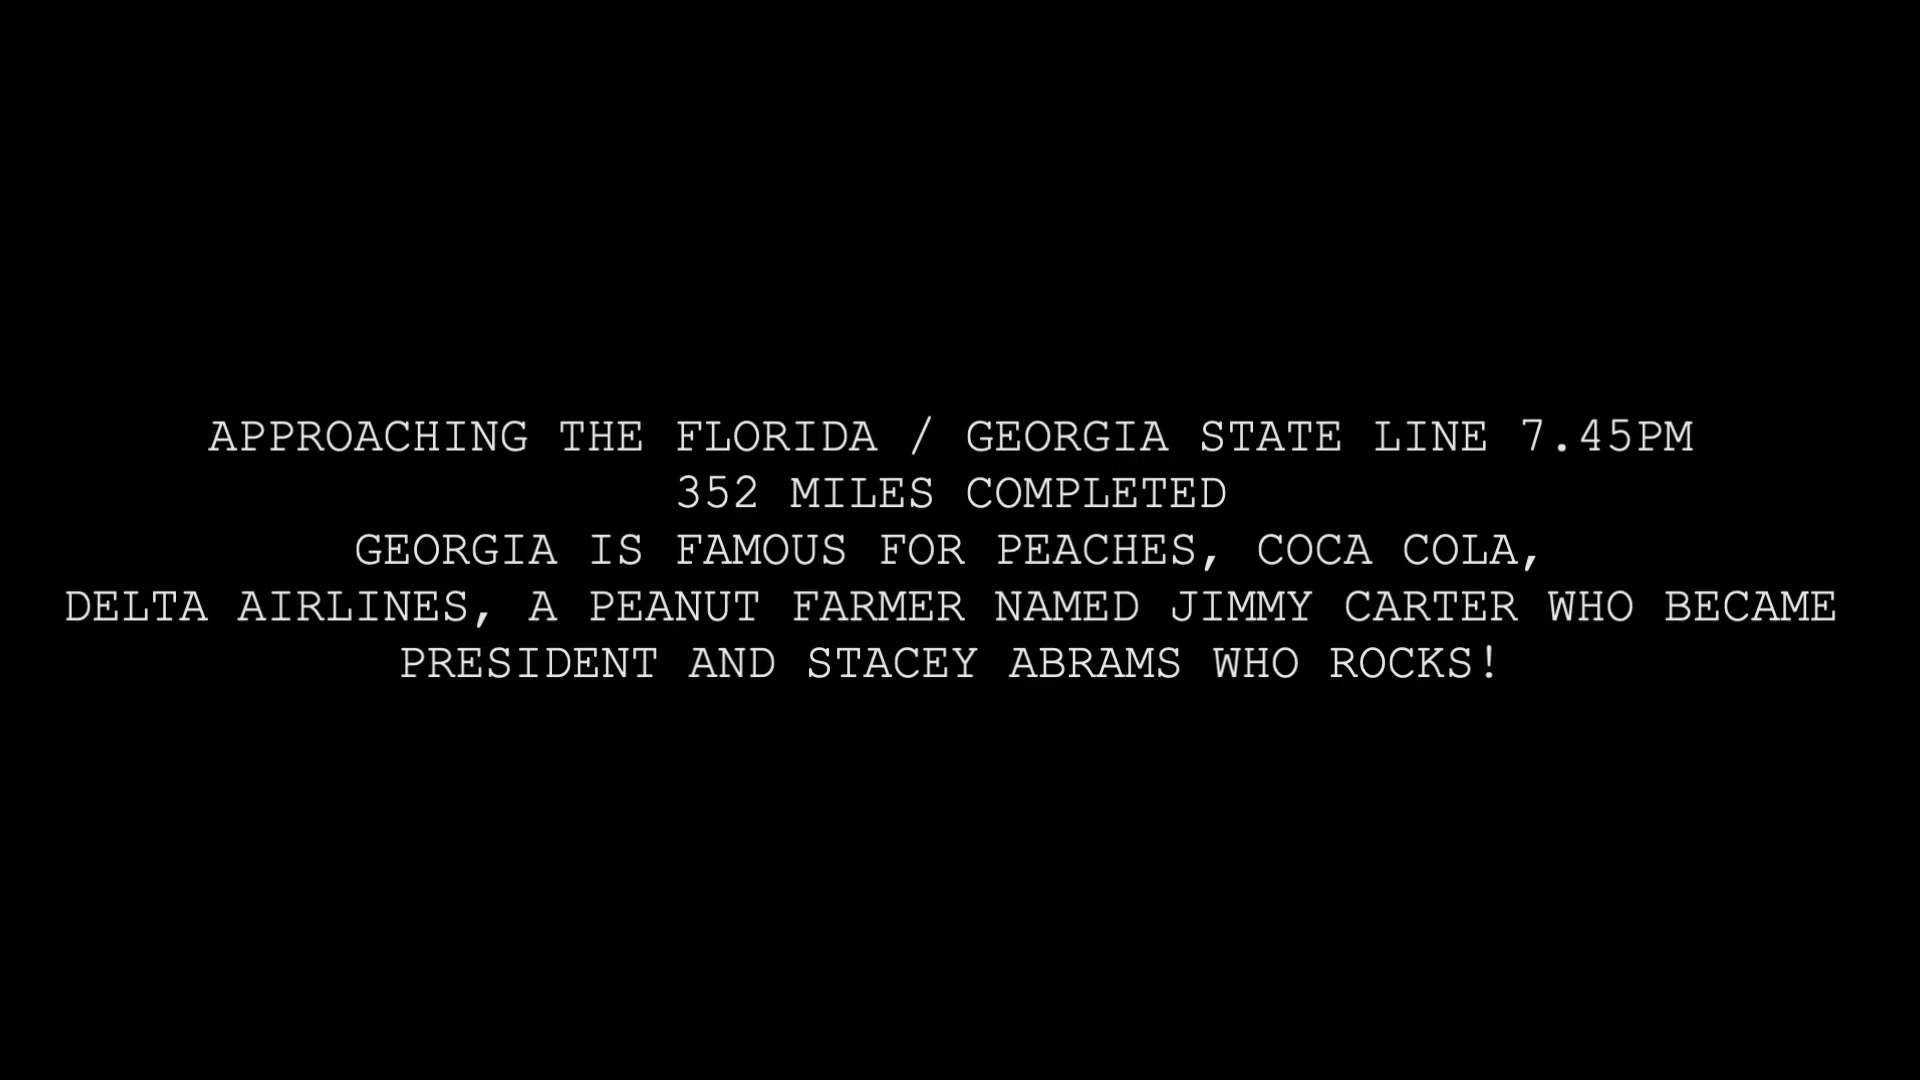 APPROACHING THE FLORIDA / GEORGIA STATE LINE 7.45PM
352 MILES COMPLETED
GEORGIA IS FAMOUS FOR PEACHES, COCA COLA,
DELTA AIRLINES, A PEANUT FARMER NAMED JIMMY CARTER WHO BECAME
PRESIDENT AND STACEY ABRAMS WHO ROCKS!